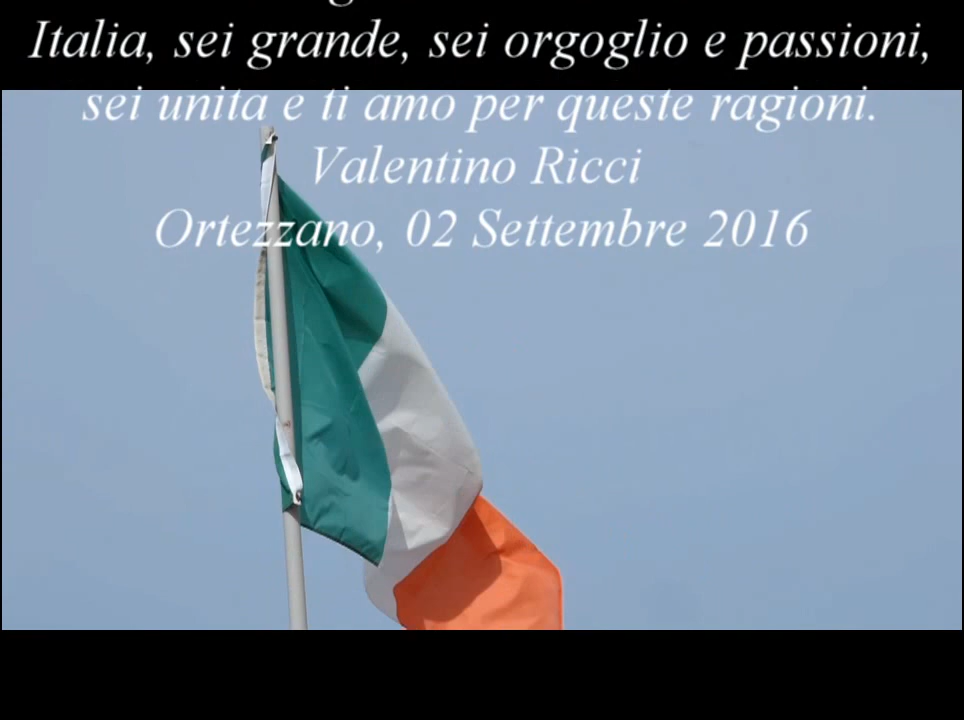 Italia, sei grande, sei orgoglio e passioni,
sei unita e ti amo per queste ragioni.
Valentino Ricci
Ortezzano, 02 Settembre 2016